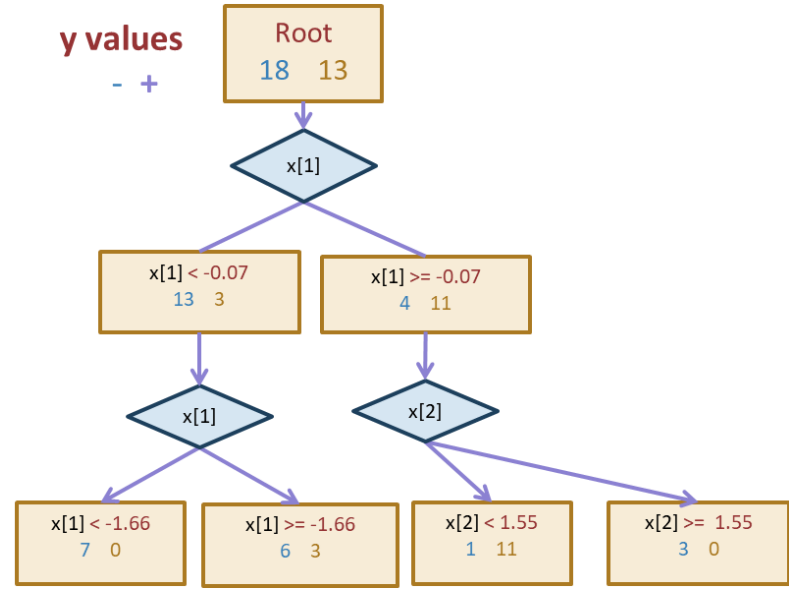 y values
- +
Root
18 13
x[1]
x[1] < -0.07
13 3
x[1] >= -0.07
4 11
x[1]
x[2]
x[1] < -1.66
7 0
x[1] >= -1.66
6 3
x[2] < 1.55
1 11
x[2] >= 1.55
3 0